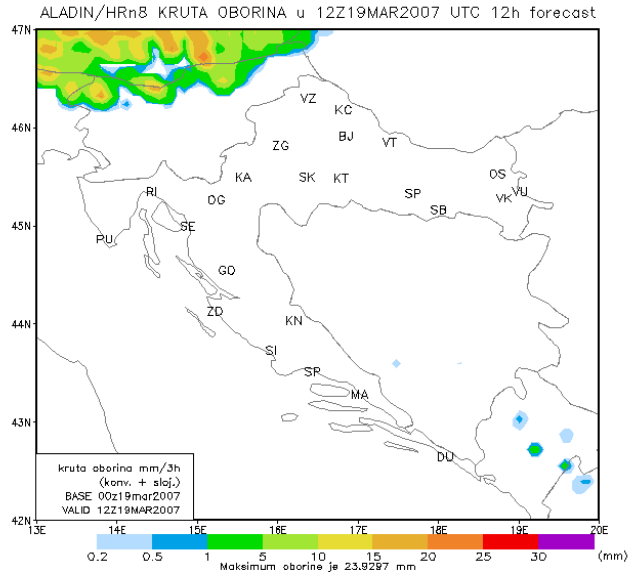 ALADIN/HRn8 KRUTA OBORINA u 12Z19MAR2007 UTC 12h forecast
47N
VZ
KC
46N
BJ
VT
ZG
KA
SK
KT
OS
RI
OG
SP
VK
VU
SB
45N
SE
PU
GO
ZD
KN
44N
SI
SP
MA
43N
DU
kruta oborina mm/3h
(konv. + sloj.)
BASE 00z19mar2007
VALID 12Z19MAR2007
42N
13E 14E 15E 16E 17E 18E 19E 20E
0.2 0.5 1 5 10 15 20 25 30 (mm)
Maksimum oborine je 23.9297 mm